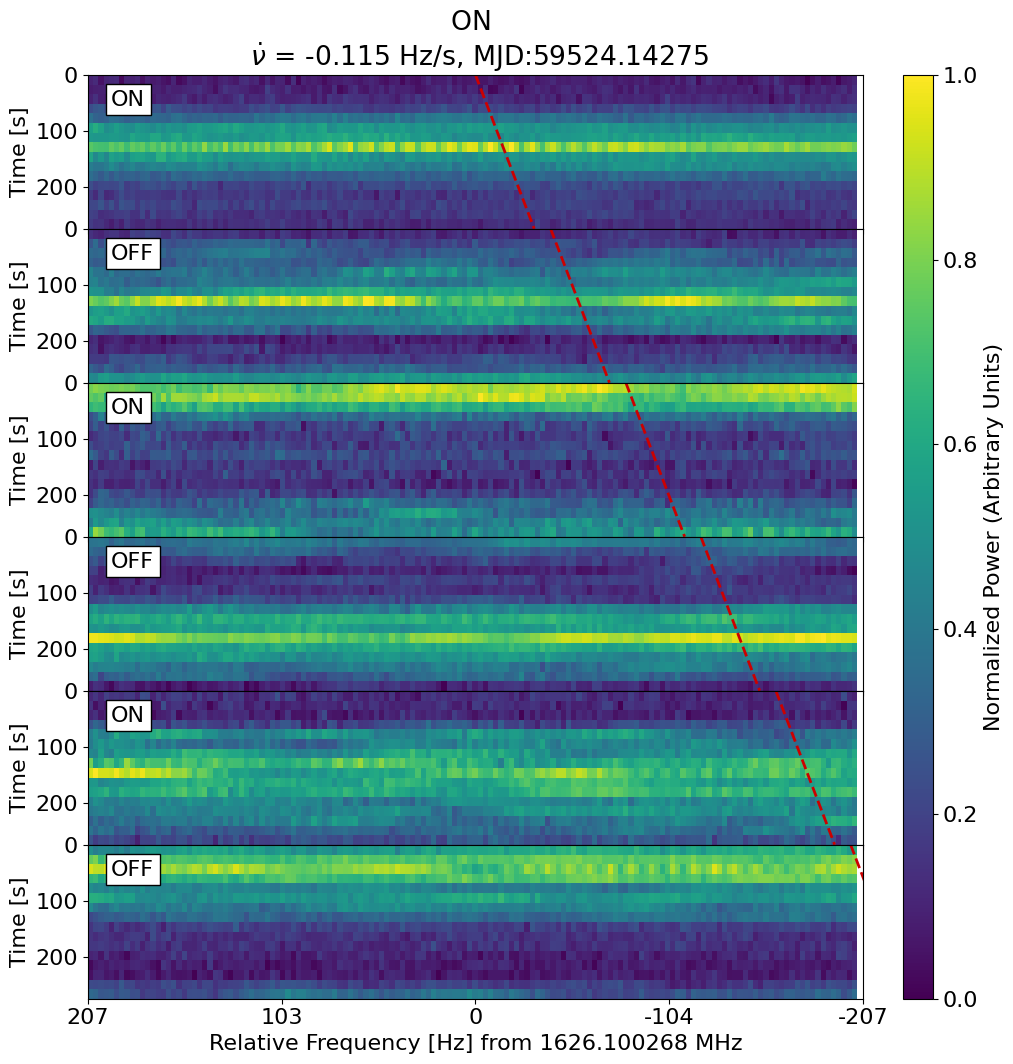 ON
ν̇ = -0.115 Hz/s, MJD:59524.14275
0
ON
100
Time [s]
200
0
OFF
100
Time [s]
200
0
ON
100
Time [s]
200
0
OFF
100
Time [s]
200
0
ON
100
Time [s]
200
0
OFF
100
Time [s]
200
207 103 0 -104 -207
Relative Frequency [Hz] from 1626.100268 MHz
1.0
0.8
0.6
0.4
0.2
0.0
Normalized Power (Arbitrary Units)